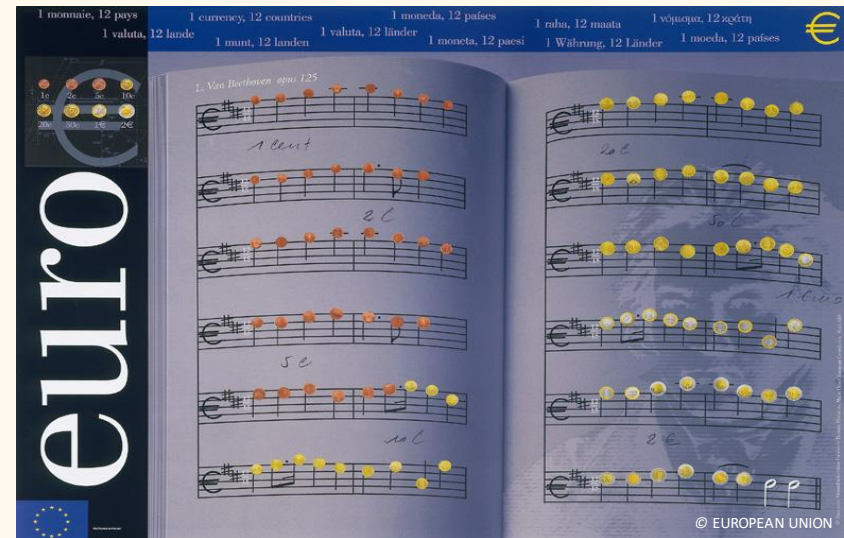 1 monnaie, 12 pays
1 currency, 12 countries
1 moneda, 12 países
1 raha, 12 maata
1 νόμισμα, 12 κράτη
€
1 valuta, 12 lande
1 munt, 12 landen
1 valuta, 12 länder
1 moneta, 12 paesi
1 Währung, 12 Länder
1 moeda, 12 países
1c 2c 5c 10c
20c 50c 1€ 2€
euro
L. Van Beethoven opus 125
1 cent
2 c
5 c
10 c
20 c
50 c
1 Euro
2 €
© EUROPEAN UNION